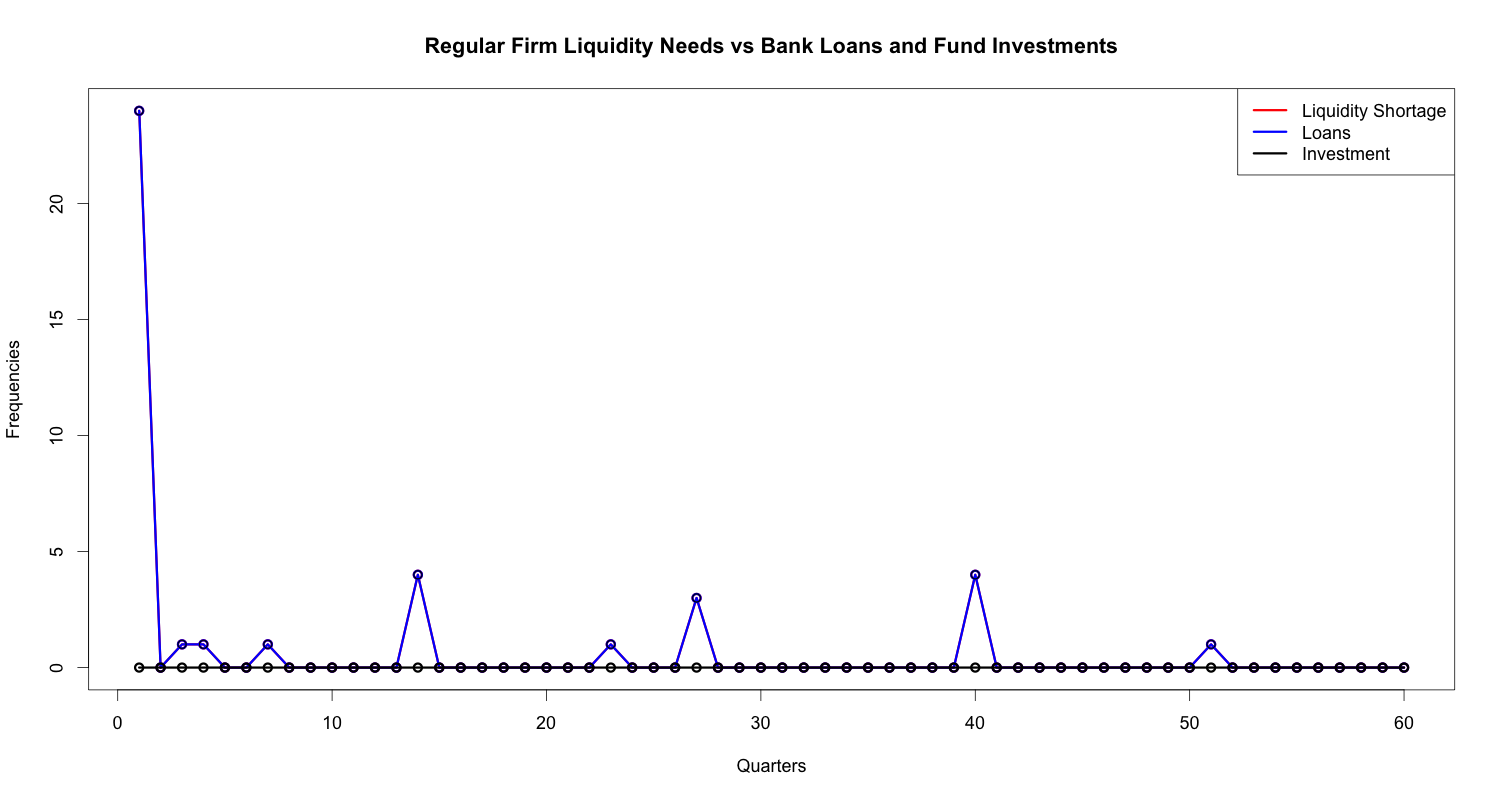 Regular Firm Liquidity Needs vs Bank Loans and Fund Investments
Liquidity Shortage
Loans
Investment
Frequencies
20
15
10
5
0
0 10 20 30 40 50 60
Quarters